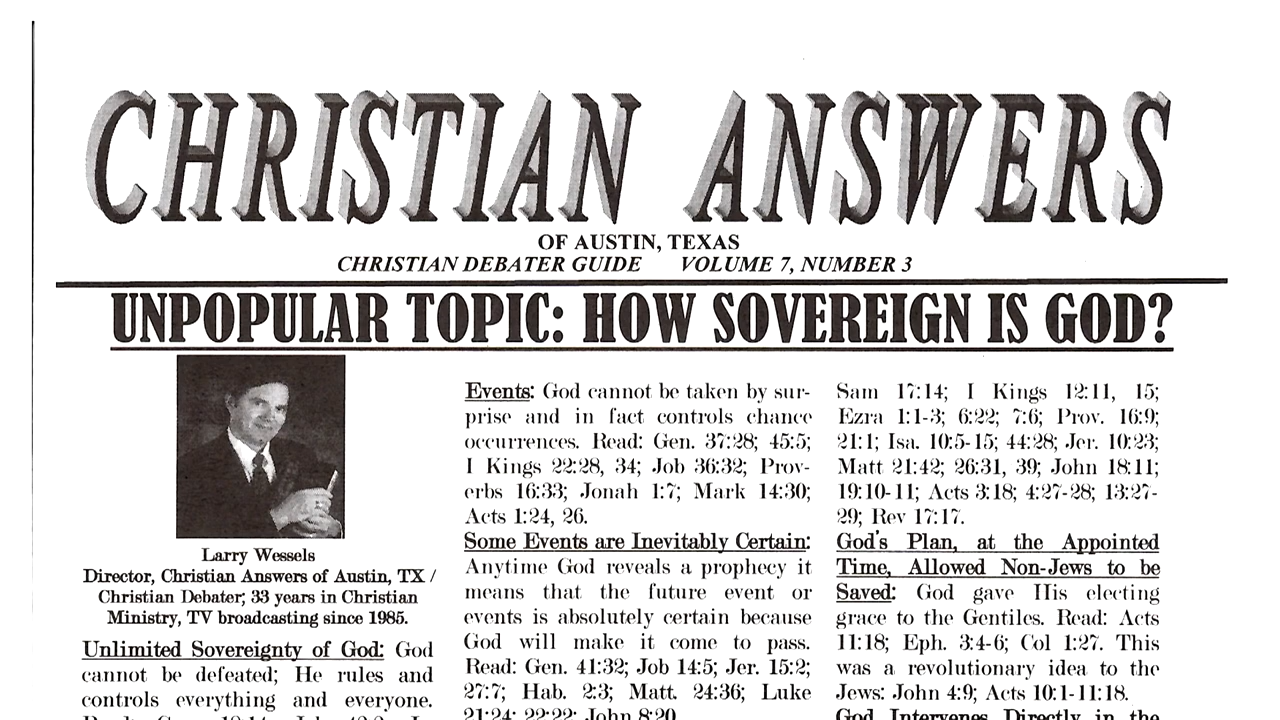 CHRISTIAN ANSWERS
OF AUSTIN, TEXAS
CHRISTIAN DEBATER GUIDE VOLUME 7, NUMBER 3
UNPOPULAR TOPIC: HOW SOVEREIGN IS GOD?
Larry Wessels
Director, Christian Answers of Austin, TX /
Christian Debater, 33 years in Christian
Ministry, TV broadcasting since 1985.
Unlimited Sovereignty of God: God
cannot be defeated; He rules and
controls everything and everyone.
Events: God cannot be taken by sur-
prise and in fact controls chance
occurrences. Read: Gen. 37:28; 45:5;
I Kings 22:28, 34; Job 36:32; Prov-
erbs 16:33; Jonah 1:7; Mark 14:30;
Acts 1:24, 26.
Some Events are Inevitably Certain:
Anytime God reveals a prophecy it
means that the future event or
events is absolutely certain because
God will make it come to pass.
Read: Gen. 41:32; Job 14:5; Jer. 15:2;
27:7; Hab. 2:3; Matt. 24:36; Luke
21:24; 22:22; John 8:20.
Sam 17:14; I Kings 12:11, 15;
Ezra 1:1-3; 6:22; 7:6; Prov. 16:9;
21:1; Isa. 10:5-15; 44:28; Jer. 10:23;
Matt 21:42; 26:31, 39; John 18:11;
19:10-11; Acts 3:18; 4:27-28; 13:27-
29; Rev 17:17.
God's Plan, at the Appointed
Time, Allowed Non-Jews to be
Saved: God gave His electing
grace to the Gentiles. Read: Acts
11:18; Eph. 3:4-6; Col 1:27. This
was a revolutionary idea to the
Jews: John 4:9; Acts 10:1-11:18.
God Intervenes Directly in the